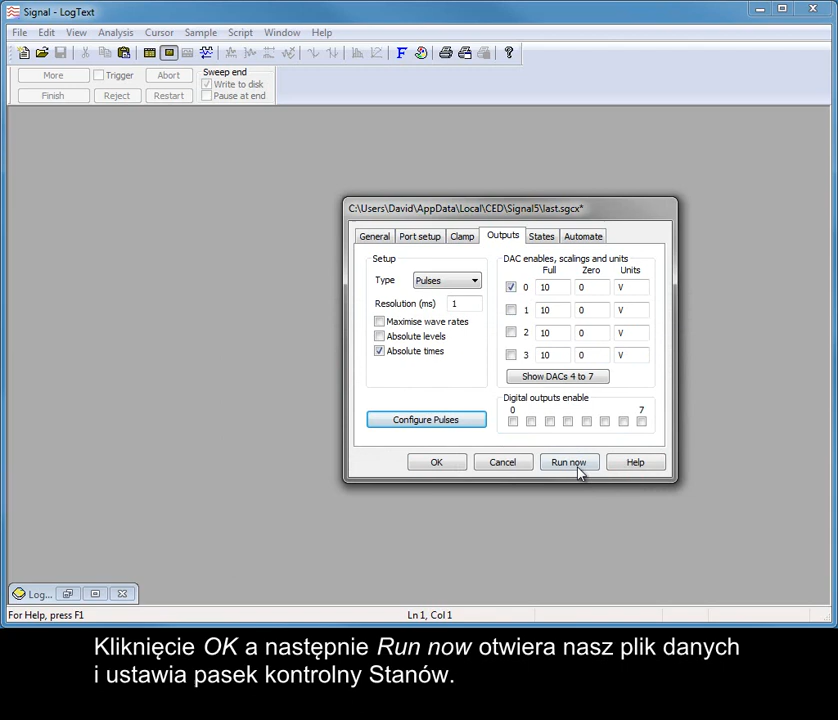 Signal - LogText
File Edit View Analysis Cursor Sample Script Window Help
More Trigger Abort Sweep end
Write to disk
Finish Reject Restart Pause at end
C:\Users\David\AppData\Local\CED\Signal5\last.sgcx*
General Port setup Clamp Outputs States Automate
Setup
Type Pulses
Resolution (ms) 1
Maximise wave rates
Absolute levels
Absolute times
Configure Pulses
DAC enables, scalings and units
Full Zero Units
0 10 0 V
1 10 0 V
2 10 0 V
3 10 0 V
Show DACs 4 to 7
Digital outputs enable
0 7
OK Cancel Run now Help
Log...
For Help, press F1 Ln 1, Col 1
Kliknięcie OK a następnie Run now otwiera nasz plik danych
i ustawia pasek kontrolny Stanów.